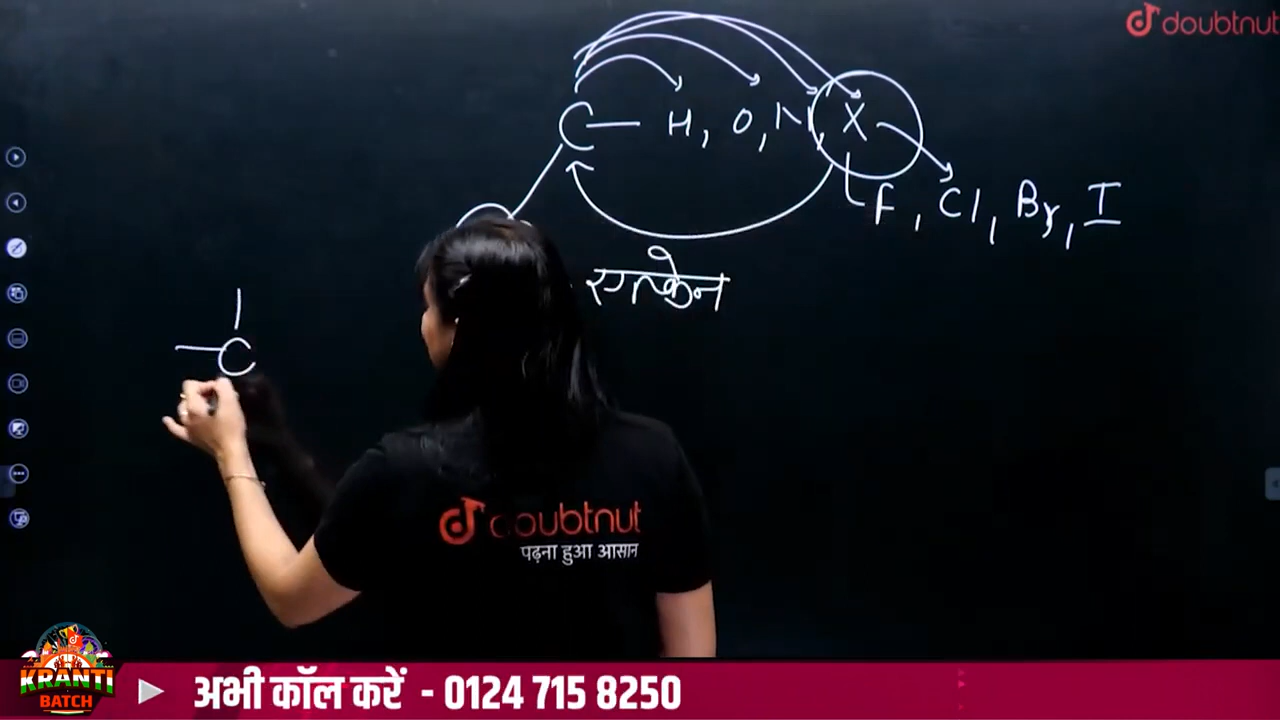 doubtnut
C — H, O, N, X
F, Cl, Br, I
एल्केन
C
doubtnut
पढ़ना हुआ आसान
KRANTI
BATCH
अभी कॉल करें - 0124 715 8250